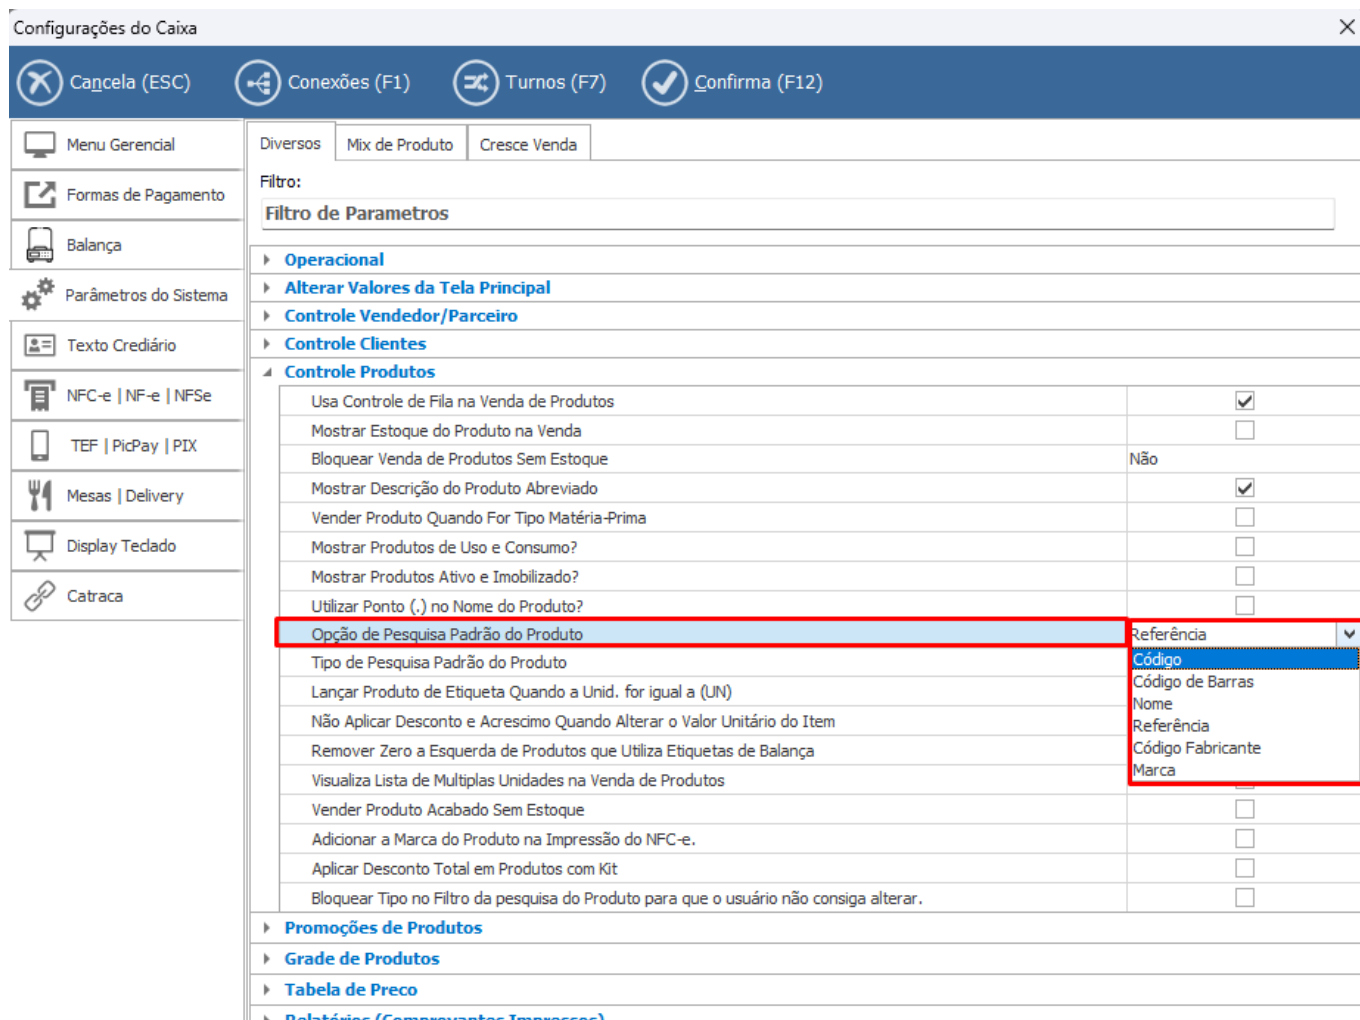 Configurações do Caixa
Cancela (ESC)
Conexões (F1)
Turnos (F7)
Confirma (F12)
Menu Gerencial
Formas de Pagamento
Balança
Parâmetros do Sistema
Texto Crediário
NFC-e | NF-e | NFSe
TEF | PicPay | PIX
Mesas | Delivery
Display Teclado
Catraca
Diversos
Mix de Produto
Cresce Venda
Filtro:
Filtro de Parametros
Operacional
Alterar Valores da Tela Principal
Controle Vendedor/Parceiro
Controle Clientes
Controle Produtos
Usa Controle de Fila na Venda de Produtos
Mostrar Estoque do Produto na Venda
Bloquear Venda de Produtos Sem Estoque Não
Mostrar Descrição do Produto Abreviado
Vender Produto Quando For Tipo Matéria-Prima
Mostrar Produtos de Uso e Consumo?
Mostrar Produtos Ativo e Imobilizado?
Utilizar Ponto (.) no Nome do Produto?
Opção de Pesquisa Padrão do Produto Referência
Tipo de Pesquisa Padrão do Produto
Lançar Produto de Etiqueta Quando a Unid. for igual a (UN)
Não Aplicar Desconto e Acrescimo Quando Alterar o Valor Unitário do Item
Remover Zero a Esquerda de Produtos que Utiliza Etiquetas de Balança
Visualiza Lista de Multiplas Unidades na Venda de Produtos
Vender Produto Acabado Sem Estoque
Adicionar a Marca do Produto na Impressão do NFC-e.
Aplicar Desconto Total em Produtos com Kit
Bloquear Tipo no Filtro da pesquisa do Produto para que o usuário não consiga alterar.
Código
Código de Barras
Nome
Referência
Código Fabricante
Marca
Promoções de Produtos
Grade de Produtos
Tabela de Preco
Relatórios (Comprovantes Impressos)